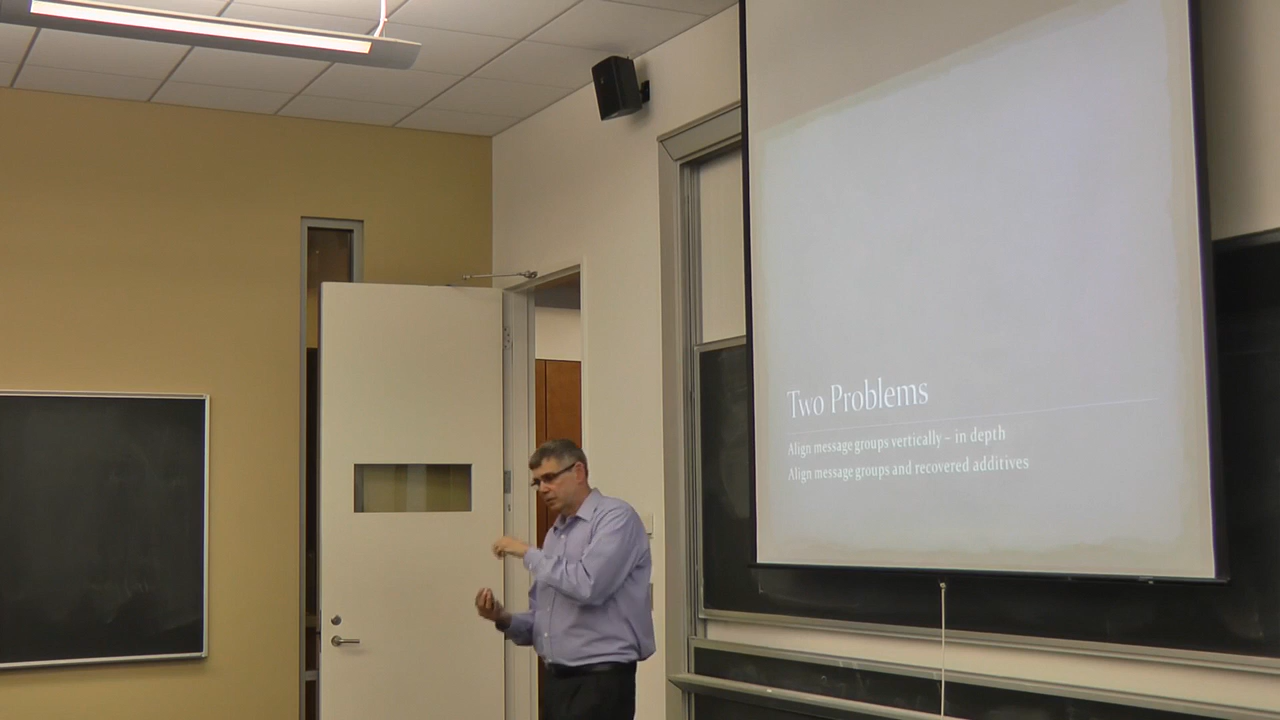 Two Problems
Align message groups vertically – in depth
Align message groups and recovered additives